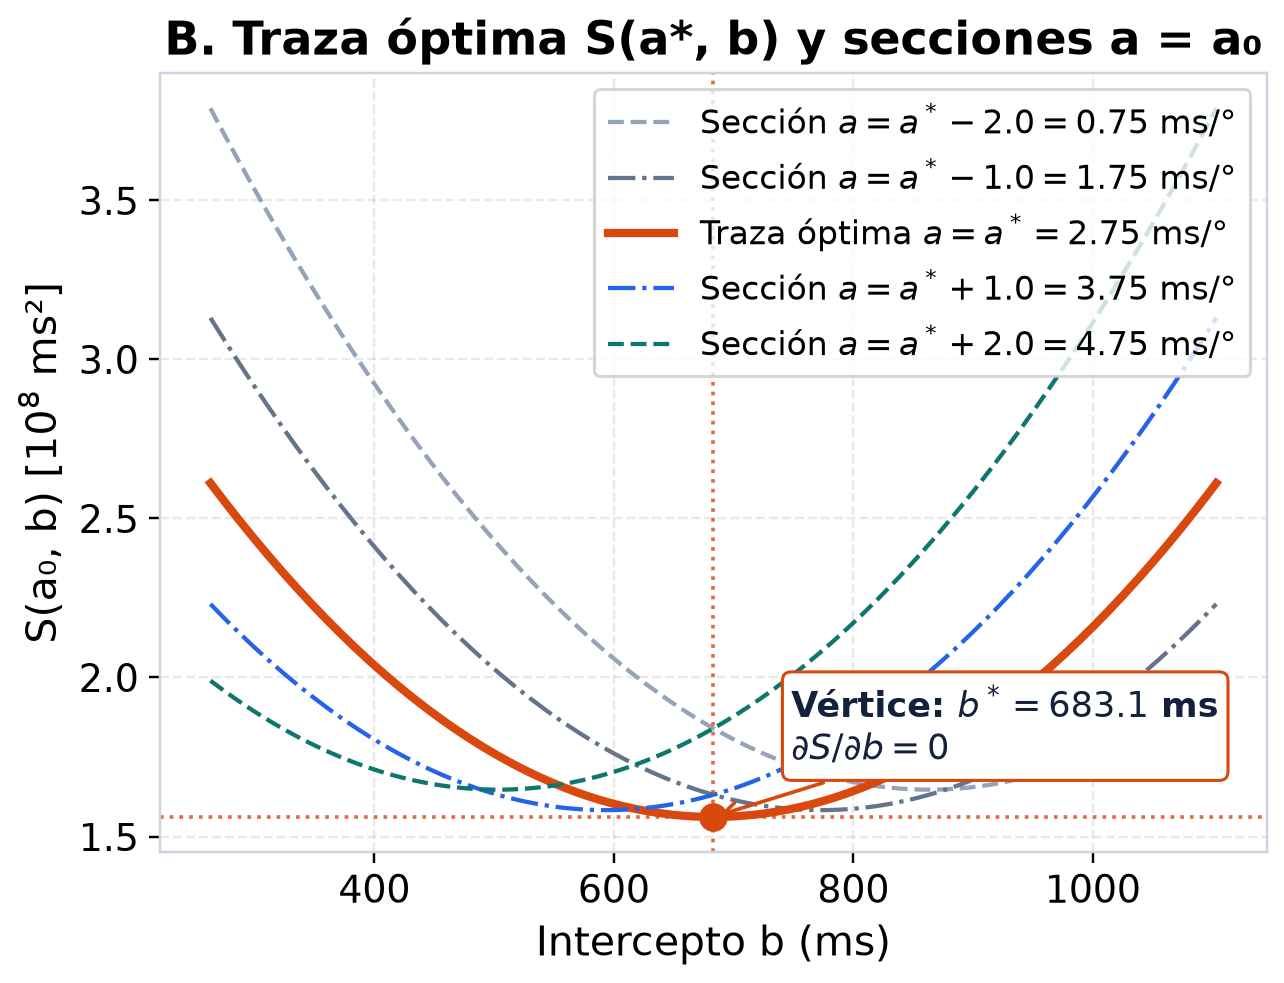 B. Traza óptima S(a*, b) y secciones a = a₀
Sección a = a* − 2.0 = 0.75 ms/°
Sección a = a* − 1.0 = 1.75 ms/°
Traza óptima a = a* = 2.75 ms/°
Sección a = a* + 1.0 = 3.75 ms/°
Sección a = a* + 2.0 = 4.75 ms/°
S(a₀, b) [10⁸ ms²]
3.5
3.0
2.5
2.0
1.5
Vértice: b* = 683.1 ms
∂S/∂b = 0
400 600 800 1000
Intercepto b (ms)